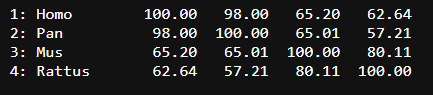 1: Homo 100.00 98.00 65.20 62.64
2: Pan 98.00 100.00 65.01 57.21
3: Mus 65.20 65.01 100.00 80.11
4: Rattus 62.64 57.21 80.11 100.00